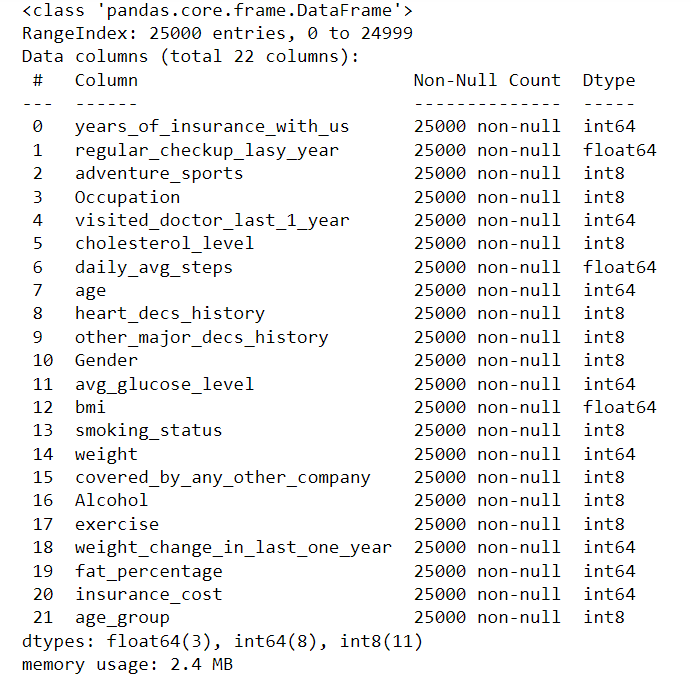 <class 'pandas.core.frame.DataFrame'>
RangeIndex: 25000 entries, 0 to 24999
Data columns (total 22 columns):
 #   Column                          Non-Null Count  Dtype
---  ------                          --------------  -----
 0   years_of_insurance_with_us      25000 non-null  int64
 1   regular_checkup_lasy_year       25000 non-null  float64
 2   adventure_sports                25000 non-null  int8
 3   Occupation                      25000 non-null  int8
 4   visited_doctor_last_1_year      25000 non-null  int64
 5   cholesterol_level               25000 non-null  int8
 6   daily_avg_steps                 25000 non-null  float64
 7   age                             25000 non-null  int64
 8   heart_decs_history              25000 non-null  int8
 9   other_major_decs_history        25000 non-null  int8
 10  Gender                          25000 non-null  int8
 11  avg_glucose_level               25000 non-null  int64
 12  bmi                             25000 non-null  float64
 13  smoking_status                  25000 non-null  int8
 14  weight                          25000 non-null  int64
 15  covered_by_any_other_company    25000 non-null  int8
 16  Alcohol                         25000 non-null  int8
 17  exercise                        25000 non-null  int8
 18  weight_change_in_last_one_year  25000 non-null  int64
 19  fat_percentage                  25000 non-null  int64
 20  insurance_cost                  25000 non-null  int64
 21  age_group                       25000 non-null  int8
dtypes: float64(3), int64(8), int8(11)
memory usage: 2.4 MB